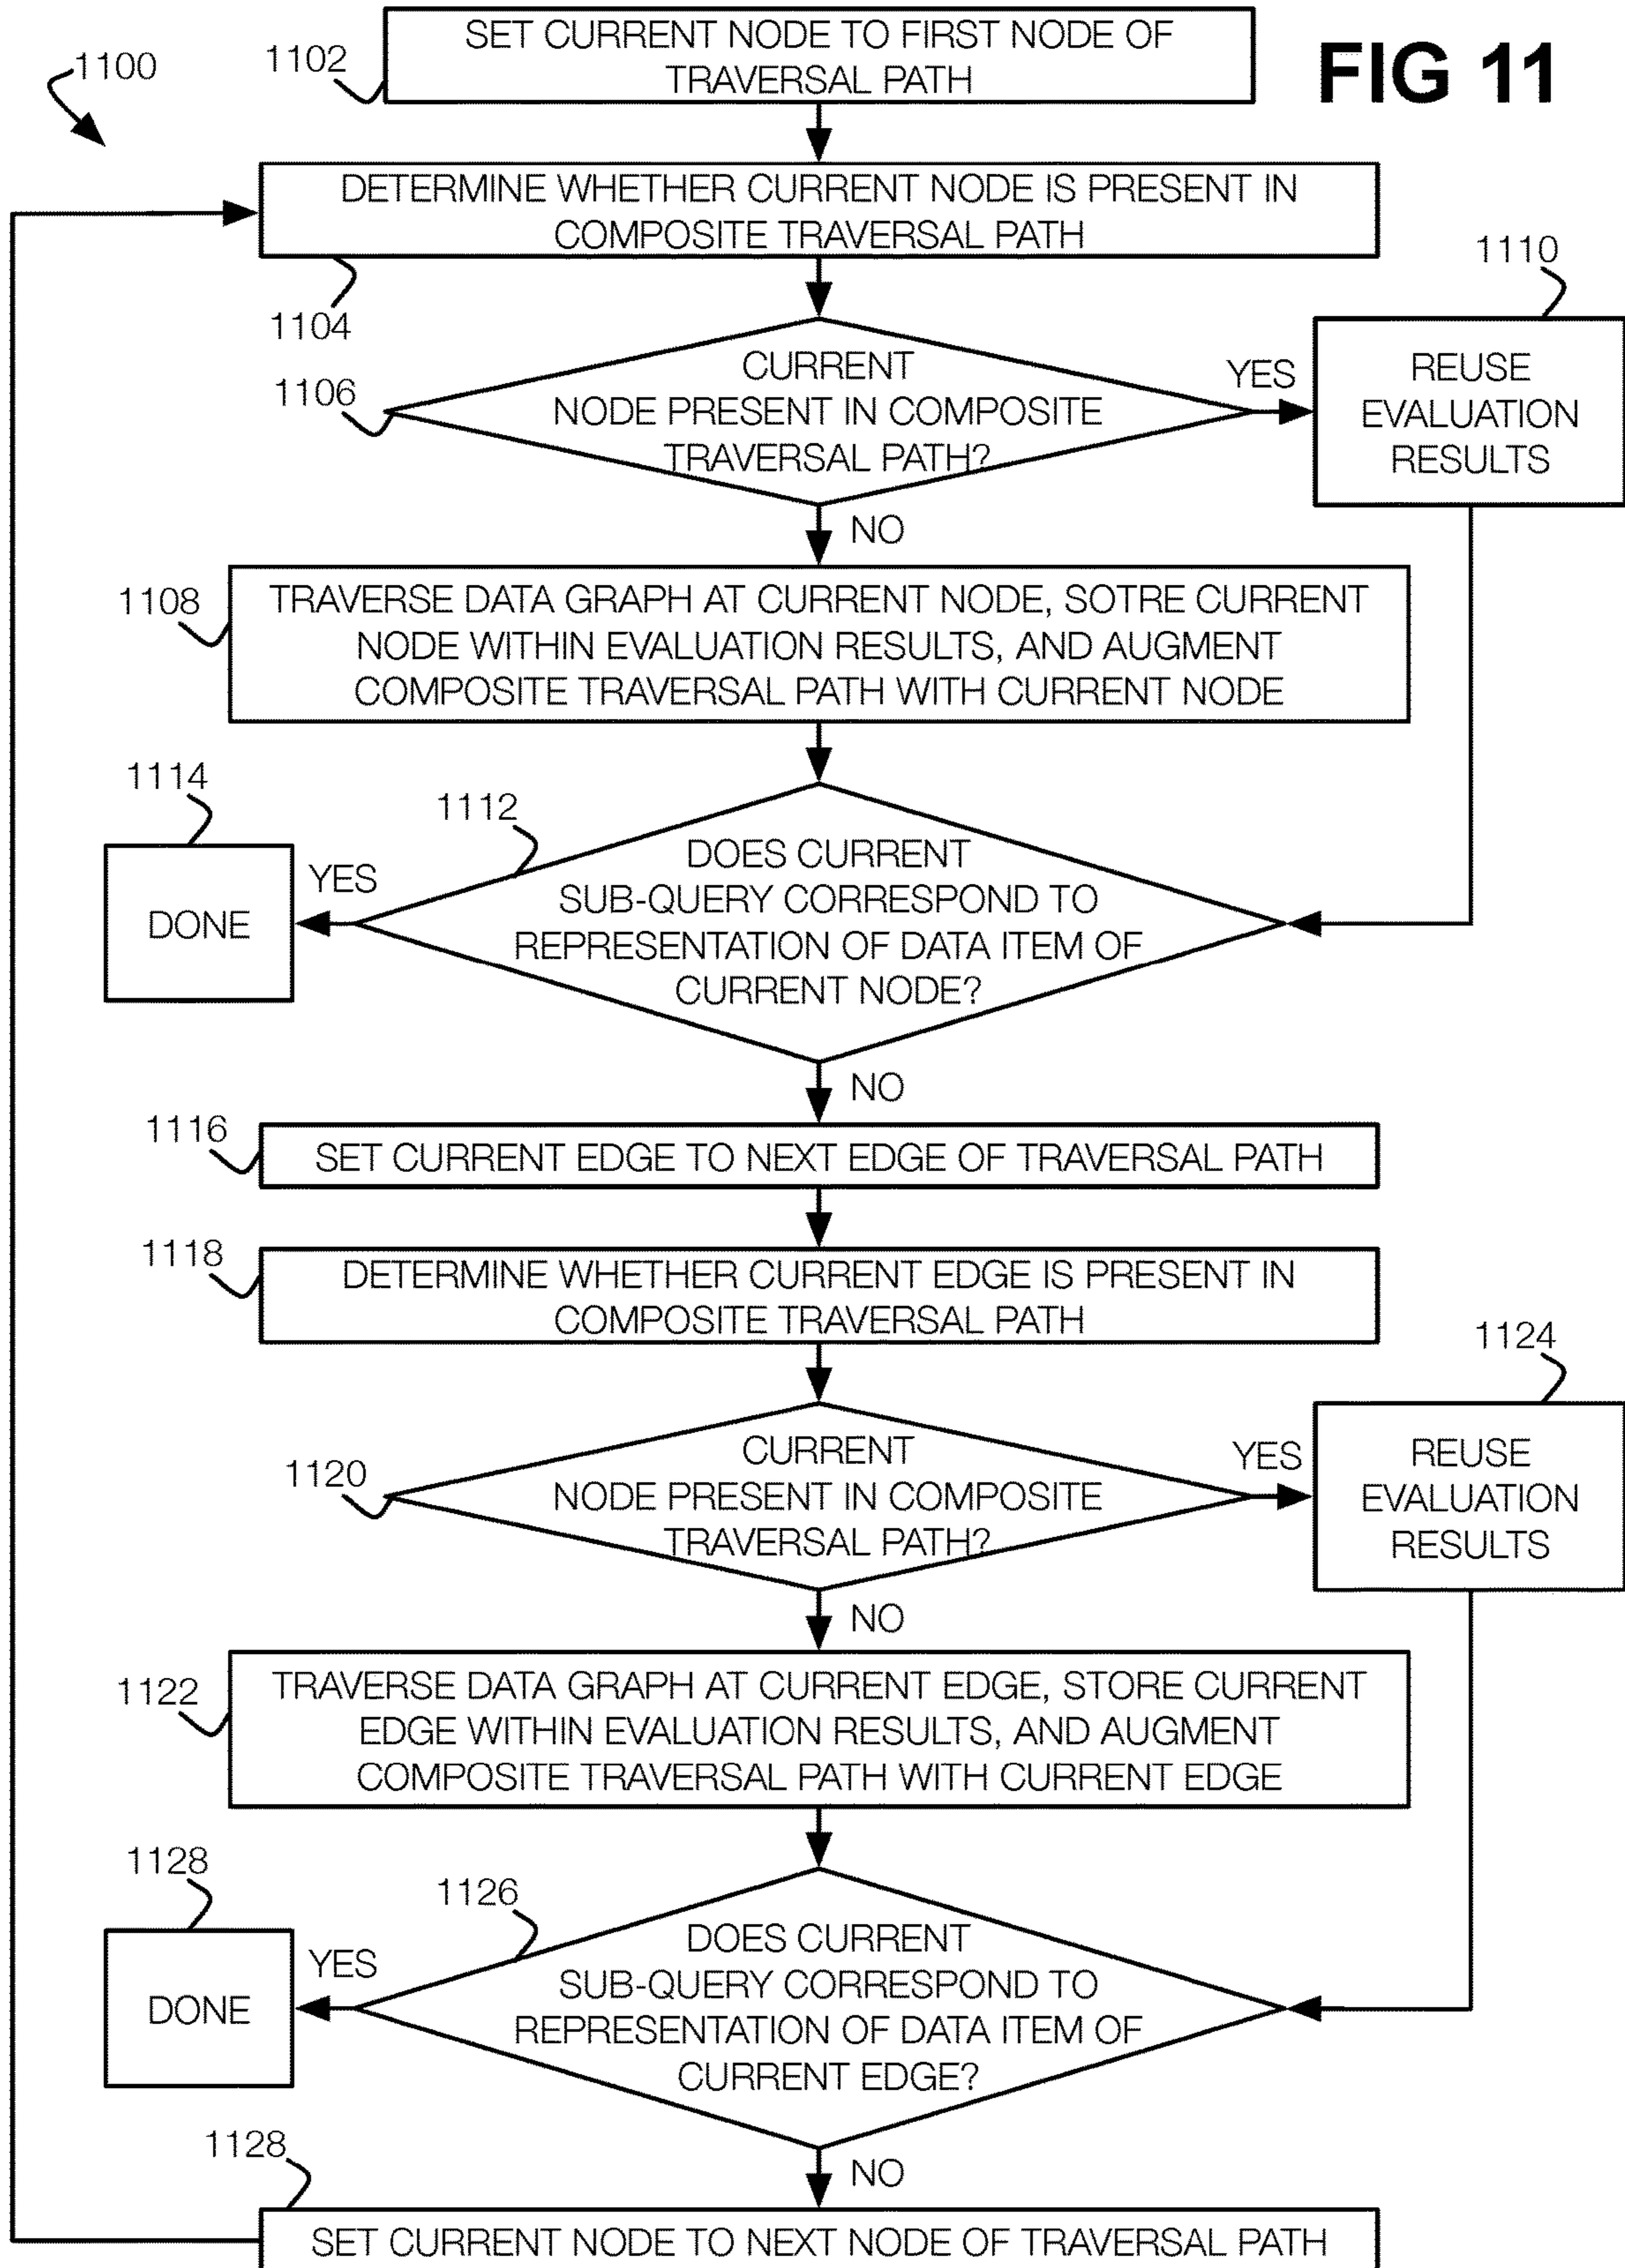 SET CURRENT NODE TO FIRST NODE OF
TRAVERSAL PATH
FIG 11
1100
1102
DETERMINE WHETHER CURRENT NODE IS PRESENT IN
COMPOSITE TRAVERSAL PATH
1104
1110
CURRENT
NODE PRESENT IN COMPOSITE
TRAVERSAL PATH?
1106
YES
REUSE
EVALUATION
RESULTS
NO
1108
TRAVERSE DATA GRAPH AT CURRENT NODE, SOTRE CURRENT
NODE WITHIN EVALUATION RESULTS, AND AUGMENT
COMPOSITE TRAVERSAL PATH WITH CURRENT NODE
1114
1112
DOES CURRENT
SUB-QUERY CORRESPOND TO
REPRESENTATION OF DATA ITEM OF
CURRENT NODE?
YES
DONE
NO
1116
SET CURRENT EDGE TO NEXT EDGE OF TRAVERSAL PATH
1118
DETERMINE WHETHER CURRENT EDGE IS PRESENT IN
COMPOSITE TRAVERSAL PATH
1124
CURRENT
NODE PRESENT IN COMPOSITE
TRAVERSAL PATH?
1120
YES
REUSE
EVALUATION
RESULTS
NO
1122
TRAVERSE DATA GRAPH AT CURRENT EDGE, STORE CURRENT
EDGE WITHIN EVALUATION RESULTS, AND AUGMENT
COMPOSITE TRAVERSAL PATH WITH CURRENT EDGE
1128
1126
DOES CURRENT
SUB-QUERY CORRESPOND TO
REPRESENTATION OF DATA ITEM OF
CURRENT EDGE?
YES
DONE
NO
1128
SET CURRENT NODE TO NEXT NODE OF TRAVERSAL PATH